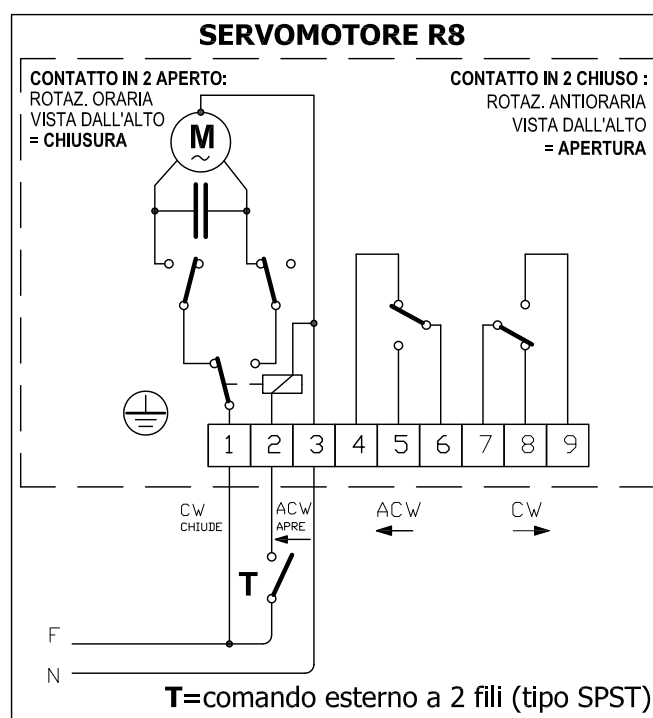 SERVOMOTORE R8
CONTATTO IN 2 APERTO:
ROTAZ. ORARIA
VISTA DALL'ALTO
= CHIUSURA
CONTATTO IN 2 CHIUSO :
ROTAZ. ANTIORARIA
VISTA DALL'ALTO
= APERTURA
M
~
1 2 3 4 5 6 7 8 9
CW
CHIUDE
ACW
APRE
ACW
CW
T
F
N
T=comando esterno a 2 fili (tipo SPST)